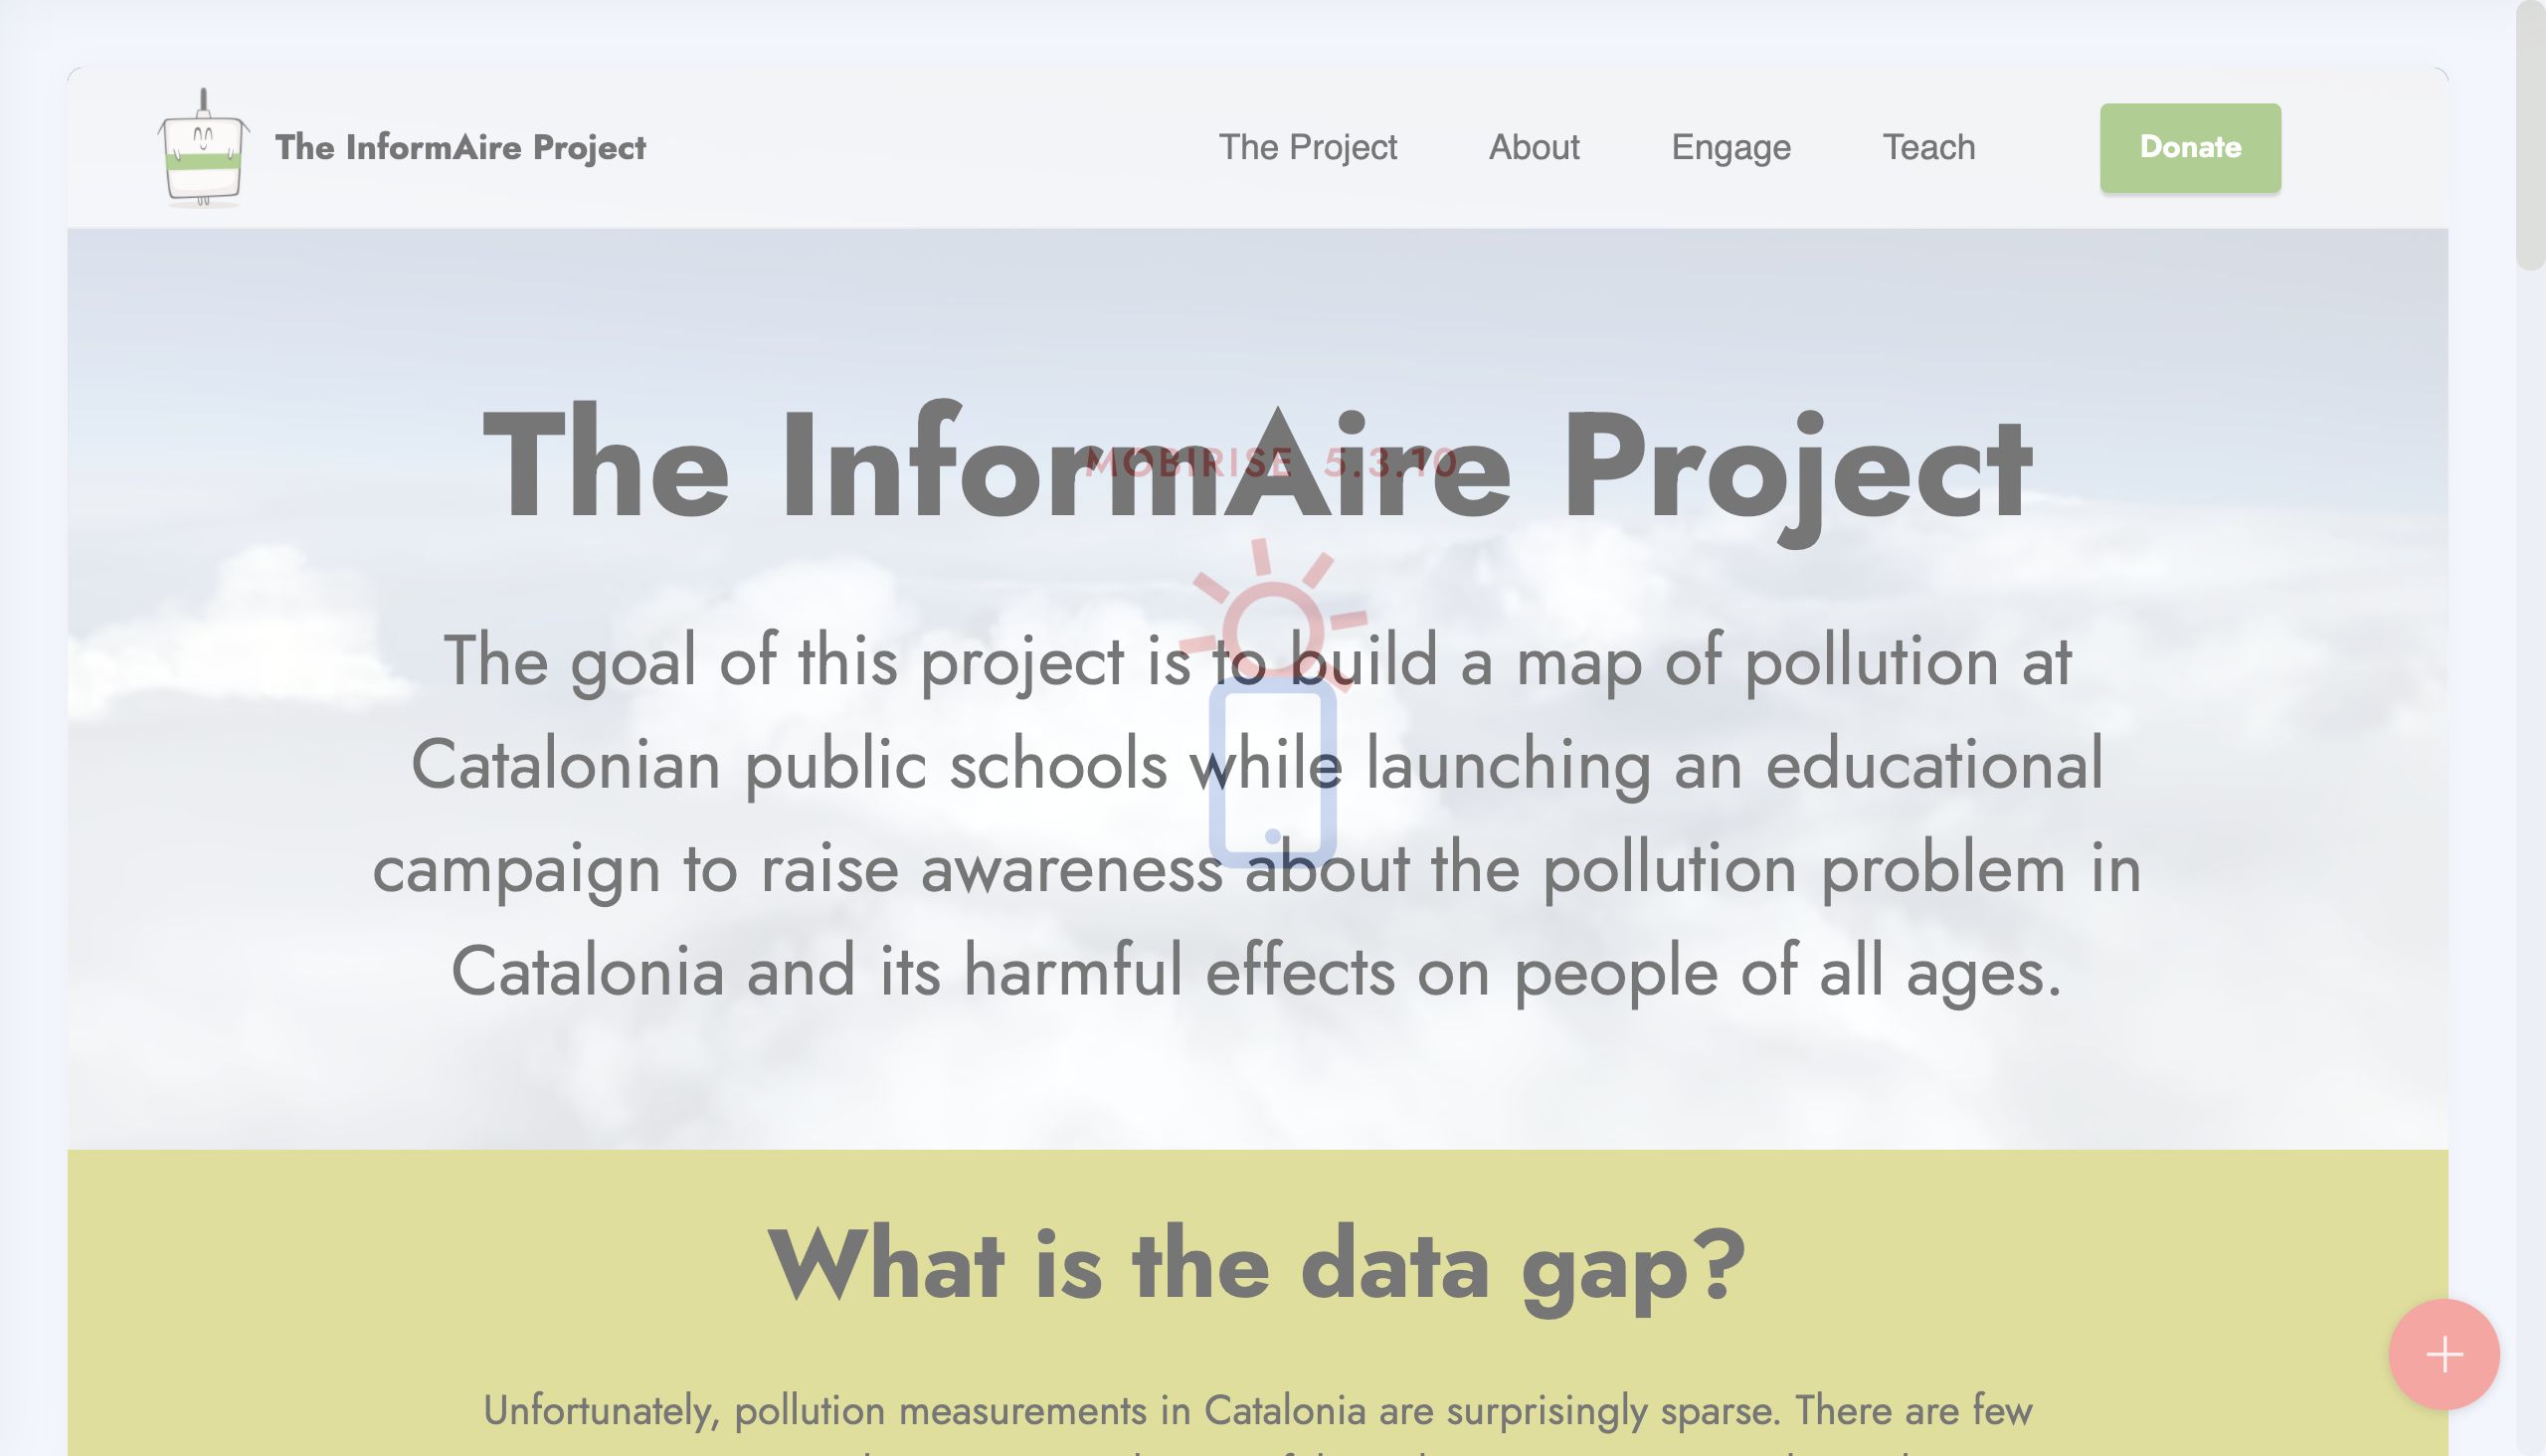 The InformAire Project
The Project
About
Engage
Teach
Donate
The InformAire Project
MOBIRISE 5.3.10
The goal of this project is to build a map of pollution at
Catalonian public schools while launching an educational
campaign to raise awareness about the pollution problem in
Catalonia and its harmful effects on people of all ages.
What is the data gap?
Unfortunately, pollution measurements in Catalonia are surprisingly sparse. There are few